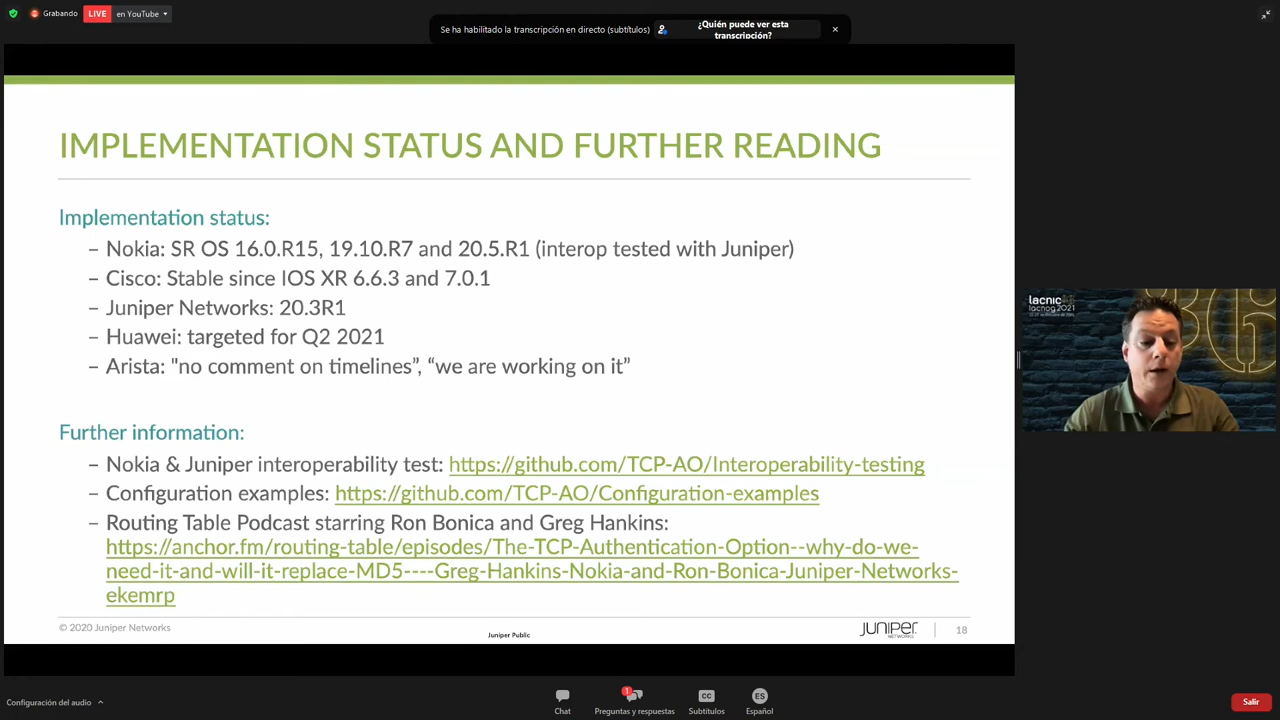 Grabando
LIVE en YouTube
Se ha habilitado la transcripción en directo (subtítulos)
¿Quién puede ver esta
transcripción?
IMPLEMENTATION STATUS AND FURTHER READING
Implementation status:
– Nokia: SR OS 16.0.R15, 19.10.R7 and 20.5.R1 (interop tested with Juniper)
– Cisco: Stable since IOS XR 6.6.3 and 7.0.1
– Juniper Networks: 20.3R1
– Huawei: targeted for Q2 2021
– Arista: "no comment on timelines”, “we are working on it”
Further information:
– Nokia & Juniper interoperability test: https://github.com/TCP-AO/Interoperability-testing
– Configuration examples: https://github.com/TCP-AO/Configuration-examples
– Routing Table Podcast starring Ron Bonica and Greg Hankins:
https://anchor.fm/routing-table/episodes/The-TCP-Authentication-Option--why-do-we-
need-it-and-will-it-replace-MD5----Greg-Hankins-Nokia-and-Ron-Bonica-Juniper-Networks-
ekemrp
© 2020 Juniper Networks
Juniper Public
JUNIPER
NETWORKS
18
lacnic
lacnog 2021
Configuración del audio
Chat
1
Preguntas y respuestas
CC
Subtítulos
ES
Español
Salir